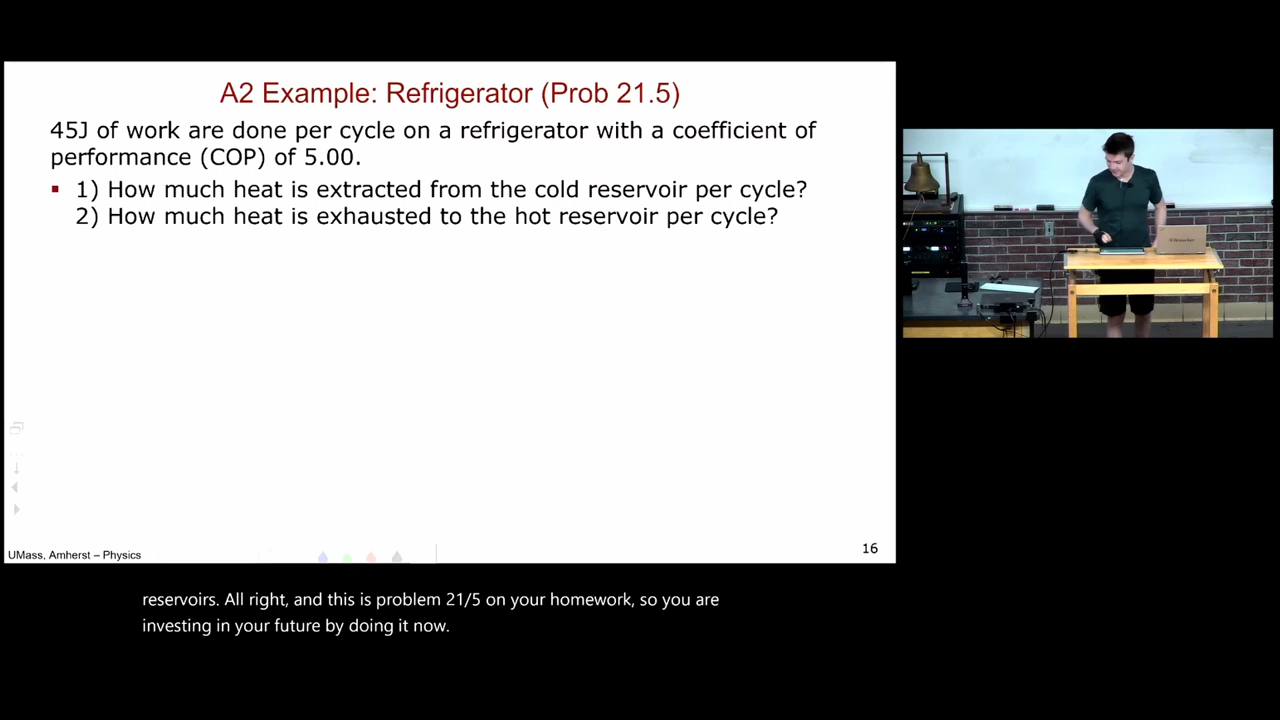 A2 Example: Refrigerator (Prob 21.5)
45J of work are done per cycle on a refrigerator with a coefficient of
performance (COP) of 5.00.
▪ 1) How much heat is extracted from the cold reservoir per cycle?
2) How much heat is exhausted to the hot reservoir per cycle?
UMass, Amherst – Physics
16
reservoirs. All right, and this is problem 21/5 on your homework, so you are
investing in your future by doing it now.